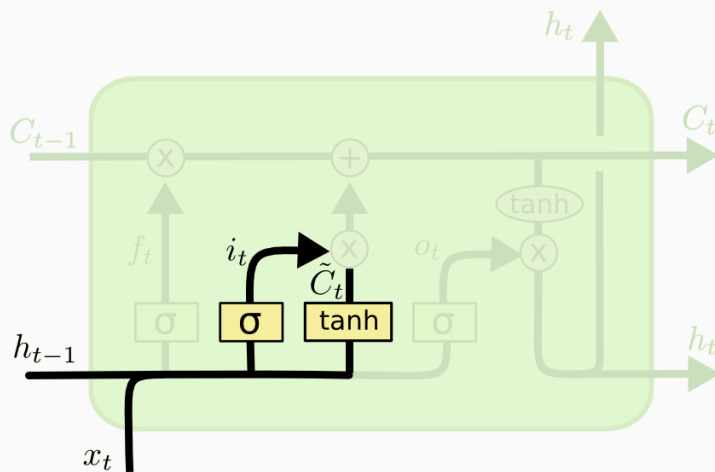 h_t
C_{t-1} x + C_t
tanh
f_t i_t x o_t x
C̃_t
σ σ tanh σ
h_{t-1} h_t
x_t